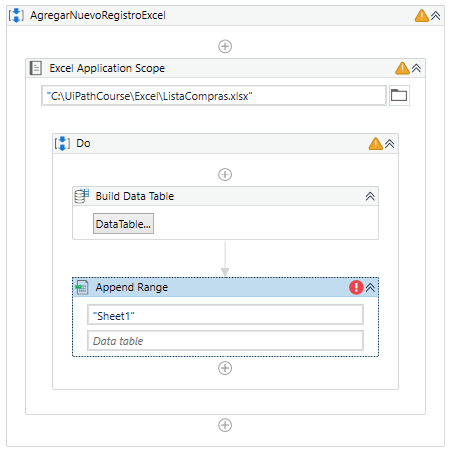 AgregarNuevoRegistroExcel
Excel Application Scope
"C:\UiPathCourse\Excel\ListaCompras.xlsx"
Do
Build Data Table
DataTable...
Append Range
"Sheet1"
Data table